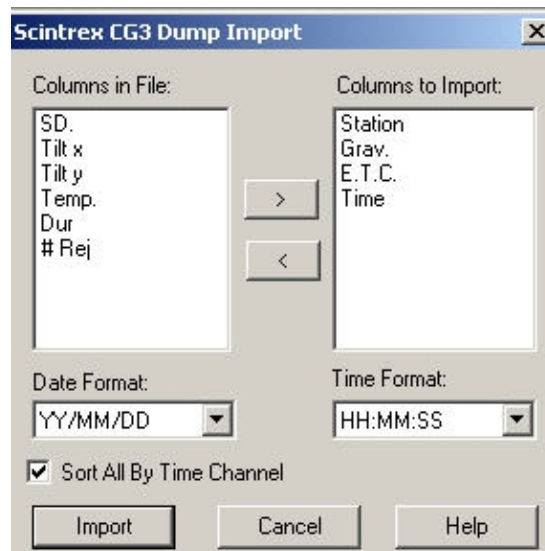 Scintrex CG3 Dump Import
Columns in File:
Columns to Import:
SD.
Tilt x
Tilt y
Temp.
Dur
# Rej
>
<
Station
Grav.
E.T.C.
Time
Date Format:
Time Format:
YY/MM/DD
HH:MM:SS
Sort All By Time Channel
Import
Cancel
Help